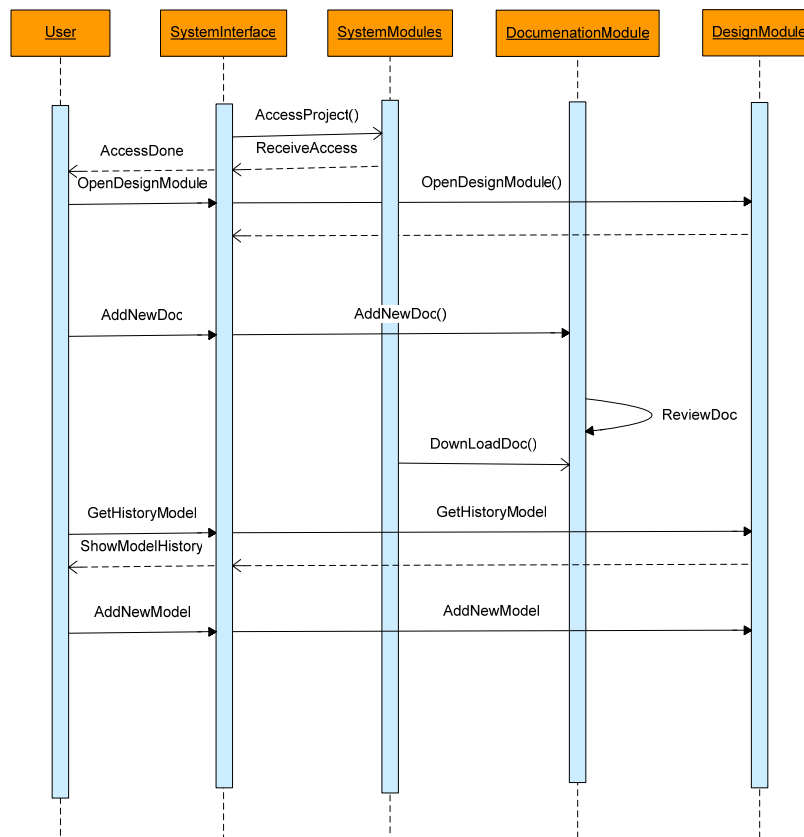 User
SystemInterface
SystemModules
DocumenationModule
DesignModule
AccessProject()
AccessDone
ReceiveAccess
OpenDesignModule
OpenDesignModule()
AddNewDoc
AddNewDoc()
ReviewDoc
DownLoadDoc()
GetHistoryModel
GetHistoryModel
ShowModelHistory
AddNewModel
AddNewModel